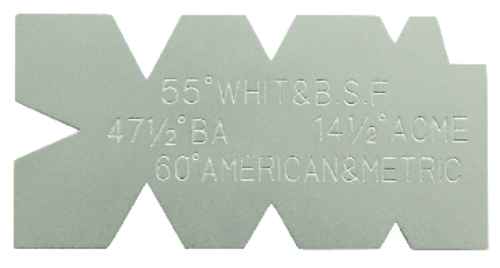 55° WHIT&B.S.F
47½° BA 14½° ACME
60° AMERICAN&METRIC